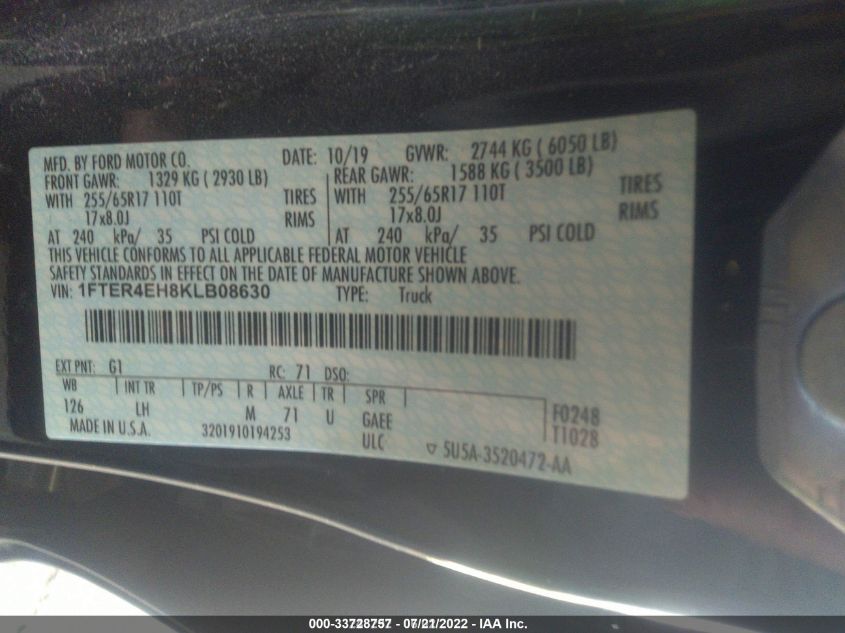 MFD. BY FORD MOTOR CO. DATE: 10/19 GVWR: 2744 KG ( 6050 LB)
FRONT GAWR: 1329 KG ( 2930 LB) REAR GAWR: 1588 KG ( 3500 LB)
WITH 255/65R17 110T TIRES WITH 255/65R17 110T TIRES
17x8.0J RIMS 17x8.0J RIMS
AT 240 kPa/ 35 PSI COLD AT 240 kPa/ 35 PSI COLD
THIS VEHICLE CONFORMS TO ALL APPLICABLE FEDERAL MOTOR VEHICLE
SAFETY STANDARDS IN EFFECT ON THE DATE OF MANUFACTURE SHOWN ABOVE.
VIN: 1FTER4EH8KLB08630 TYPE: Truck
EXT PNT: G1 RC: 71 DSO:
WB INT TR TP/PS R AXLE TR SPR
126 LH M 71 U GAEE F0248
MADE IN U.S.A. 3201910194253 ULC T1028
▽ 5U5A-3520472-AA
000-33728757 - 07/21/2022 - IAA Inc.